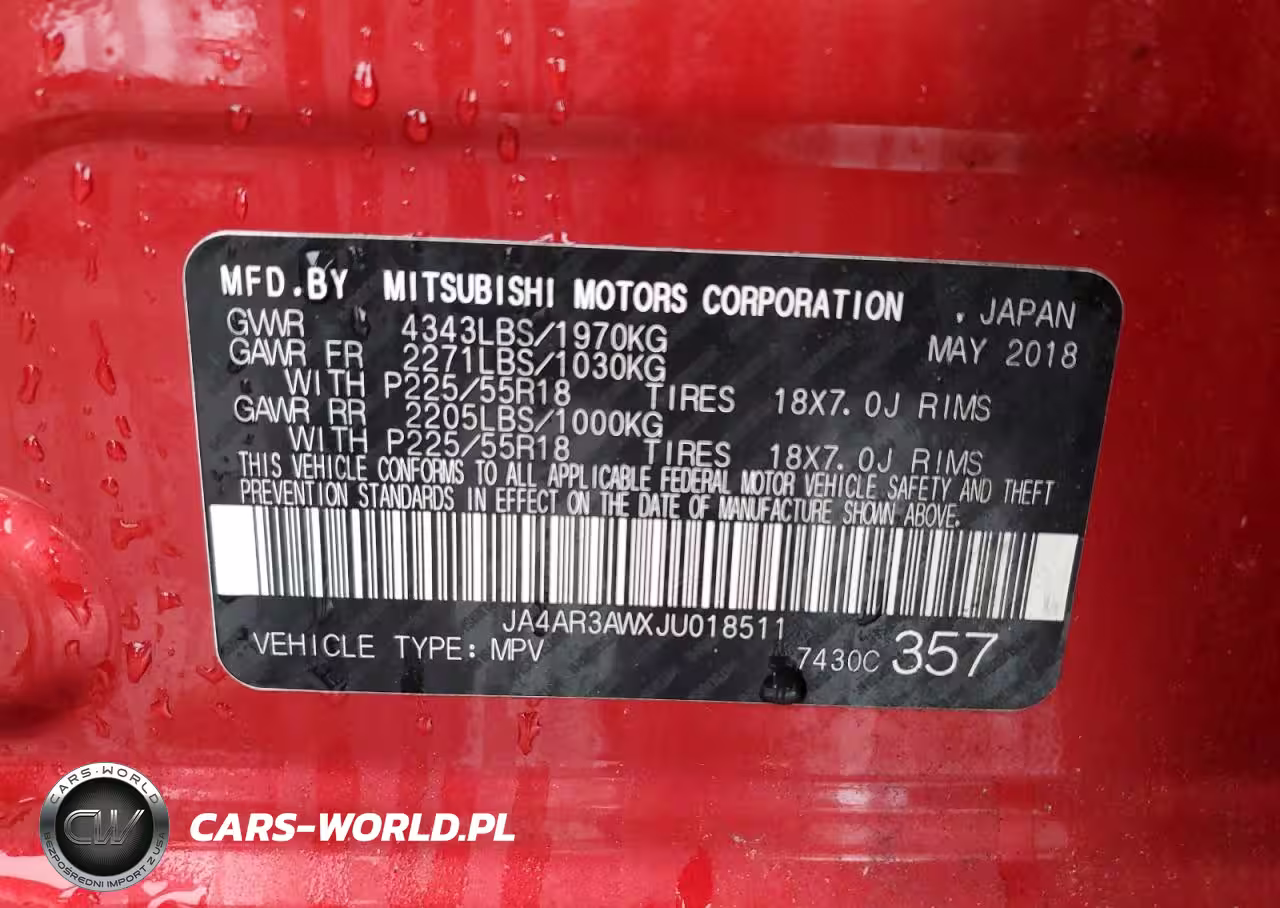 MFD.BY MITSUBISHI MOTORS CORPORATION . JAPAN
GVWR 4343LBS/1970KG MAY 2018
GAWR FR 2271LBS/1030KG
WITH P225/55R18 TIRES 18X7.0J RIMS
GAWR RR 2205LBS/1000KG
WITH P225/55R18 TIRES 18X7.0J RIMS
THIS VEHICLE CONFORMS TO ALL APPLICABLE FEDERAL MOTOR VEHICLE SAFETY AND THEFT
PREVENTION STANDARDS IN EFFECT ON THE DATE OF MANUFACTURE SHOWN ABOVE.
JA4AR3AWXJU018511
VEHICLE TYPE: MPV 7430C 357
CARS-WORLD
CW
BEZPOŚREDNI IMPORT Z USA
CARS-WORLD.PL